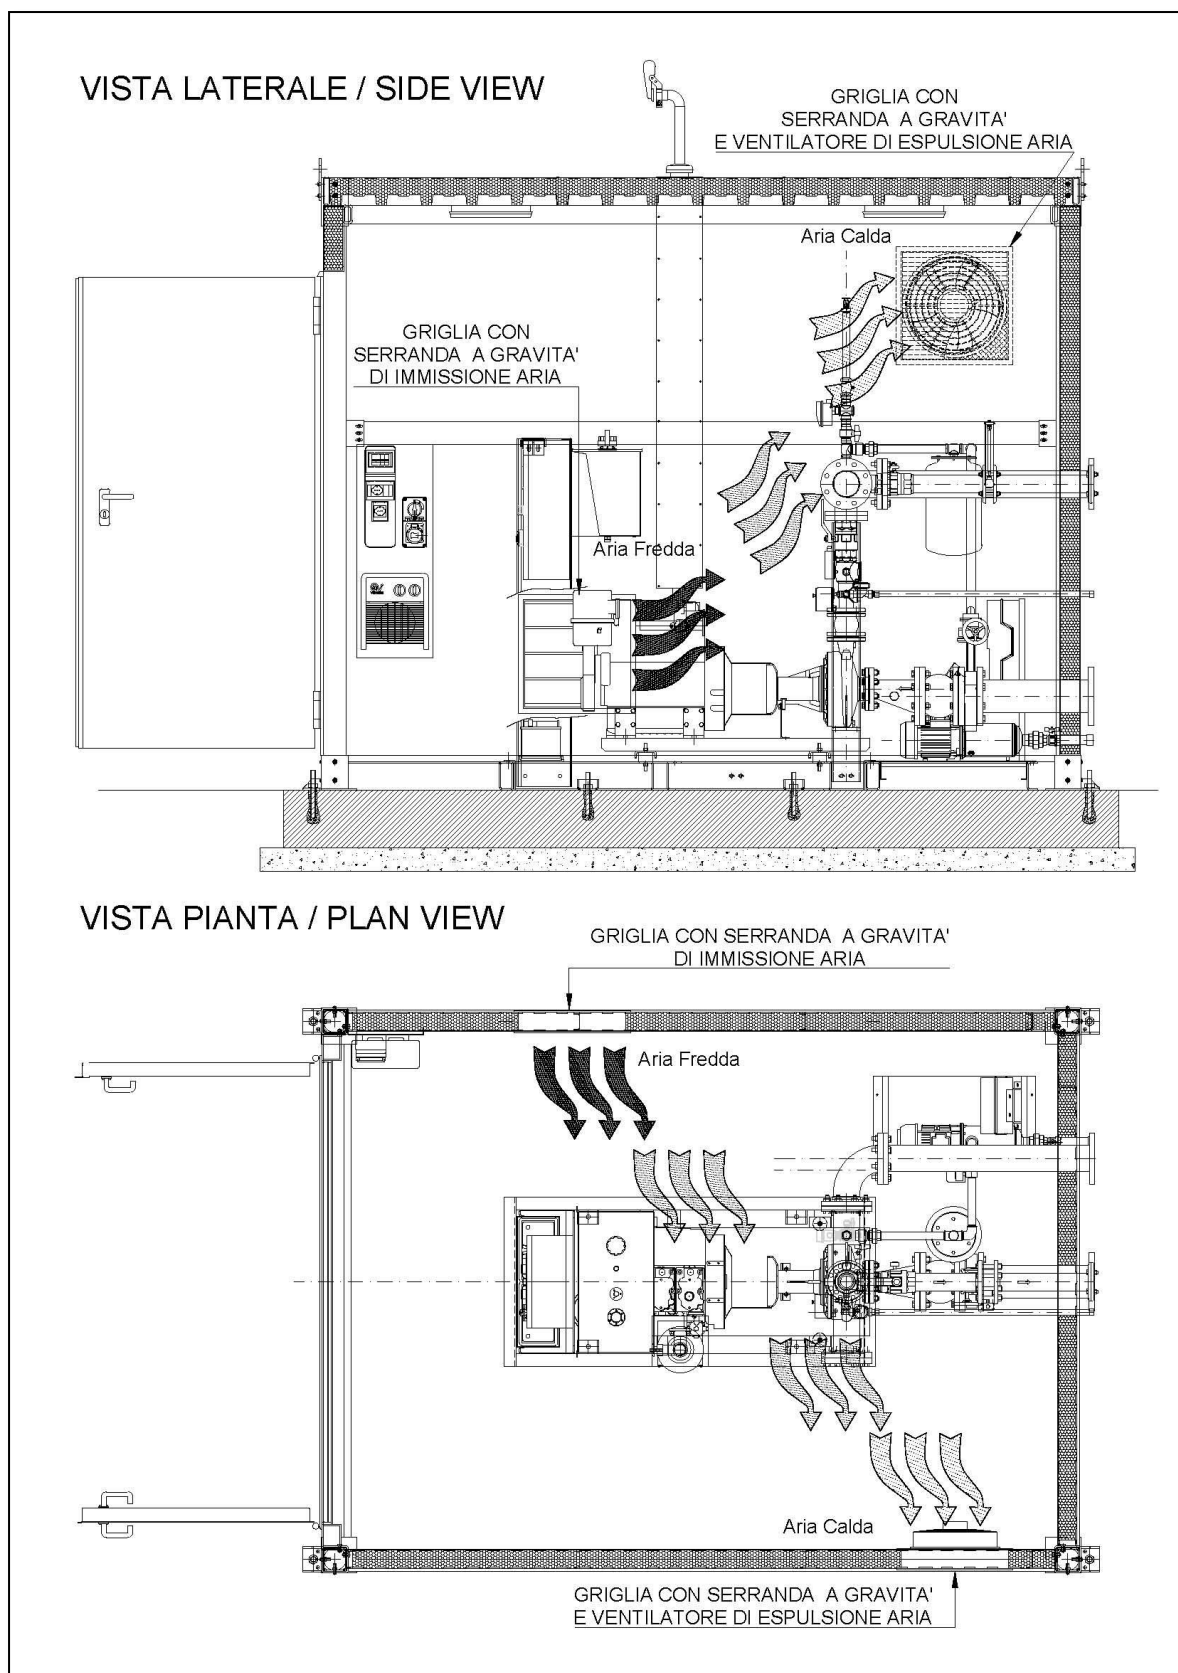 VISTA LATERALE / SIDE VIEW
GRIGLIA CON
SERRANDA A GRAVITA'
E VENTILATORE DI ESPULSIONE ARIA
Aria Calda
GRIGLIA CON
SERRANDA A GRAVITA'
DI IMMISSIONE ARIA
Aria Fredda
VISTA PIANTA / PLAN VIEW
GRIGLIA CON SERRANDA A GRAVITA'
DI IMMISSIONE ARIA
Aria Fredda
Aria Calda
GRIGLIA CON SERRANDA A GRAVITA'
E VENTILATORE DI ESPULSIONE ARIA